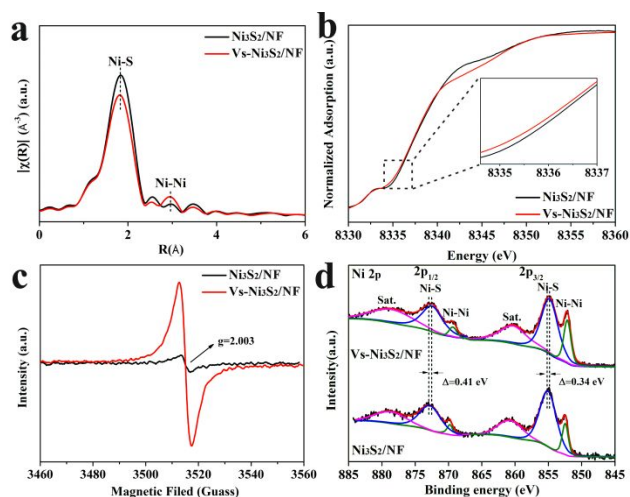 a
Ni3S2/NF
Vs-Ni3S2/NF
Ni-S
Ni-Ni
|χ(R)| (Å-3) (a.u.)
0 1 2 3 4 5 6
R(Å)
b
Normalized Adsorption (a.u.)
8335 8336 8337
Ni3S2/NF
Vs-Ni3S2/NF
8330 8335 8340 8345 8350 8355 8360
Energy (eV)
c
Ni3S2/NF
Vs-Ni3S2/NF
g=2.003
Intensity(a.u.)
3460 3480 3500 3520 3540 3560
Magnetic Filed (Guass)
d
Ni 2p
2p1/2
2p3/2
Ni-S
Ni-S
Sat.
Ni-Ni
Sat.
Ni-Ni
Vs-Ni3S2/NF
Δ=0.41 eV
Δ=0.34 eV
Ni3S2/NF
Intensity(a.u.)
885 880 875 870 865 860 855 850 845
Binding energy (eV)